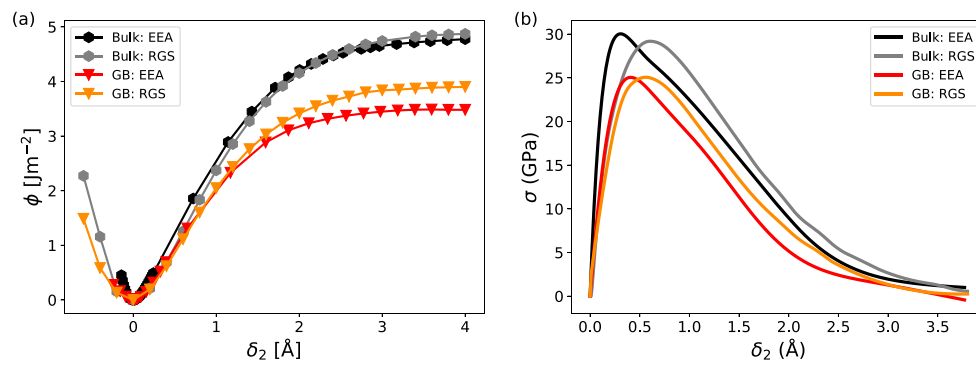 (a)
Bulk: EEA
Bulk: RGS
GB: EEA
GB: RGS
ϕ [Jm⁻²]
5
4
3
2
1
0
0 1 2 3 4
δ₂ [Å]
(b)
Bulk: EEA
Bulk: RGS
GB: EEA
GB: RGS
σ (GPa)
30
25
20
15
10
5
0
0.0 0.5 1.0 1.5 2.0 2.5 3.0 3.5
δ₂ (Å)